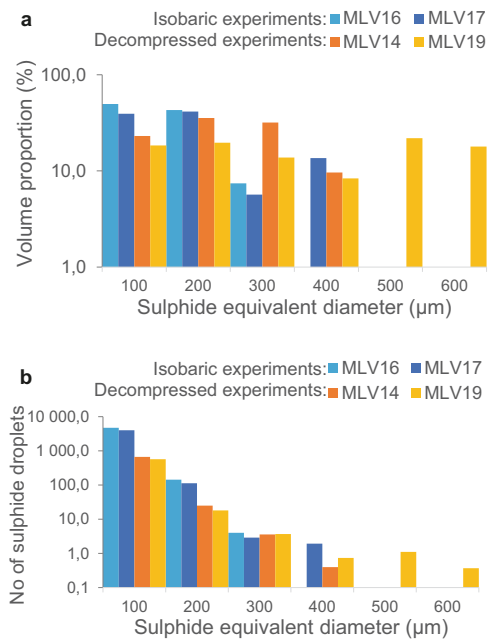 a
Isobaric experiments: MLV16 MLV17
Decompressed experiments: MLV14 MLV19
Volume proportion (%)
100,0
10,0
1,0
100 200 300 400 500 600
Sulphide equivalent diameter (µm)
b
Isobaric experiments: MLV16 MLV17
Decompressed experiments: MLV14 MLV19
No of sulphide droplets
10 000,0
1 000,0
100,0
10,0
1,0
0,1
100 200 300 400 500 600
Sulphide equivalent diameter (µm)